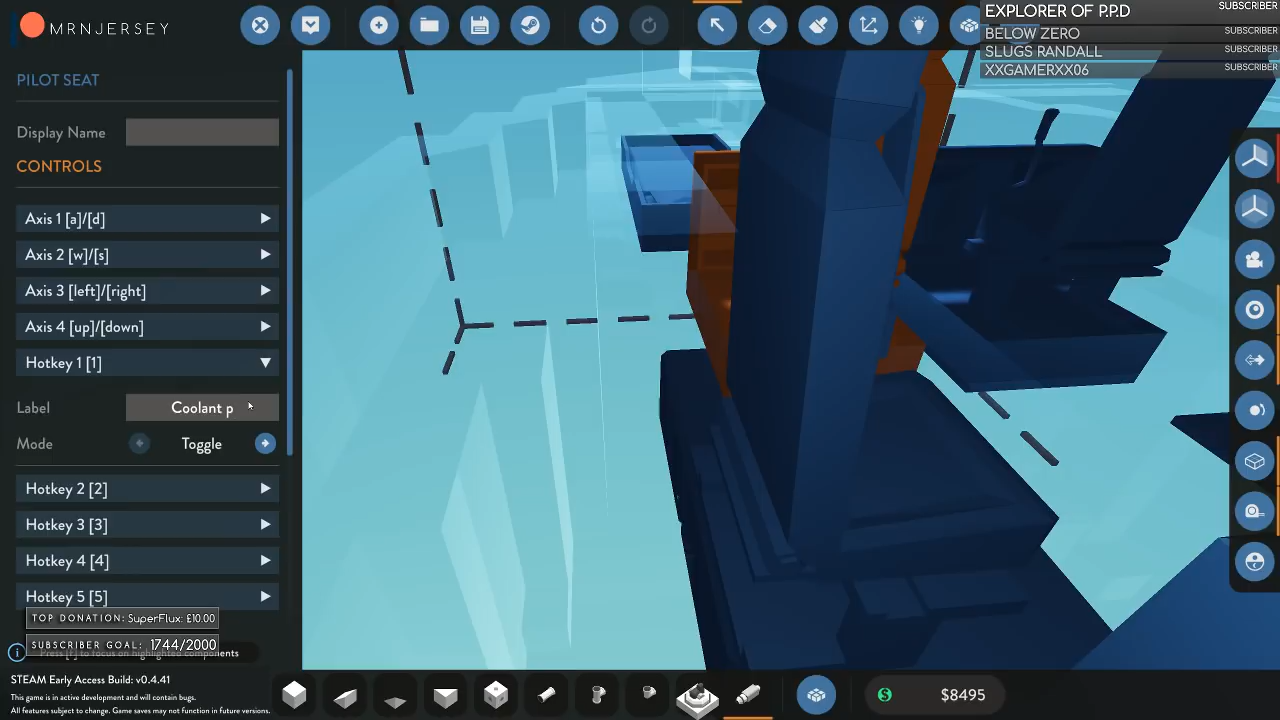 MRNJERSEY
EXPLORER OF P.P.D SUBSCRIBER
BELOW ZERO SUBSCRIBER
SLUGS RANDALL SUBSCRIBER
XXGAMERXX06 SUBSCRIBER
PILOT SEAT
Display Name
CONTROLS
Axis 1 [a]/[d]
Axis 2 [w]/[s]
Axis 3 [left]/[right]
Axis 4 [up]/[down]
Hotkey 1 [1]
Label Coolant p
Mode Toggle
Hotkey 2 [2]
Hotkey 3 [3]
Hotkey 4 [4]
Hotkey 5 [5]
TOP DONATION: SuperFlux: £10.00
SUBSCRIBER GOAL: 1744/2000
Press [F] to focus on highlighted components
STEAM Early Access Build: v0.4.41
This game is in active development and will contain bugs.
All features subject to change. Game saves may not function in future versions.
$ $8495